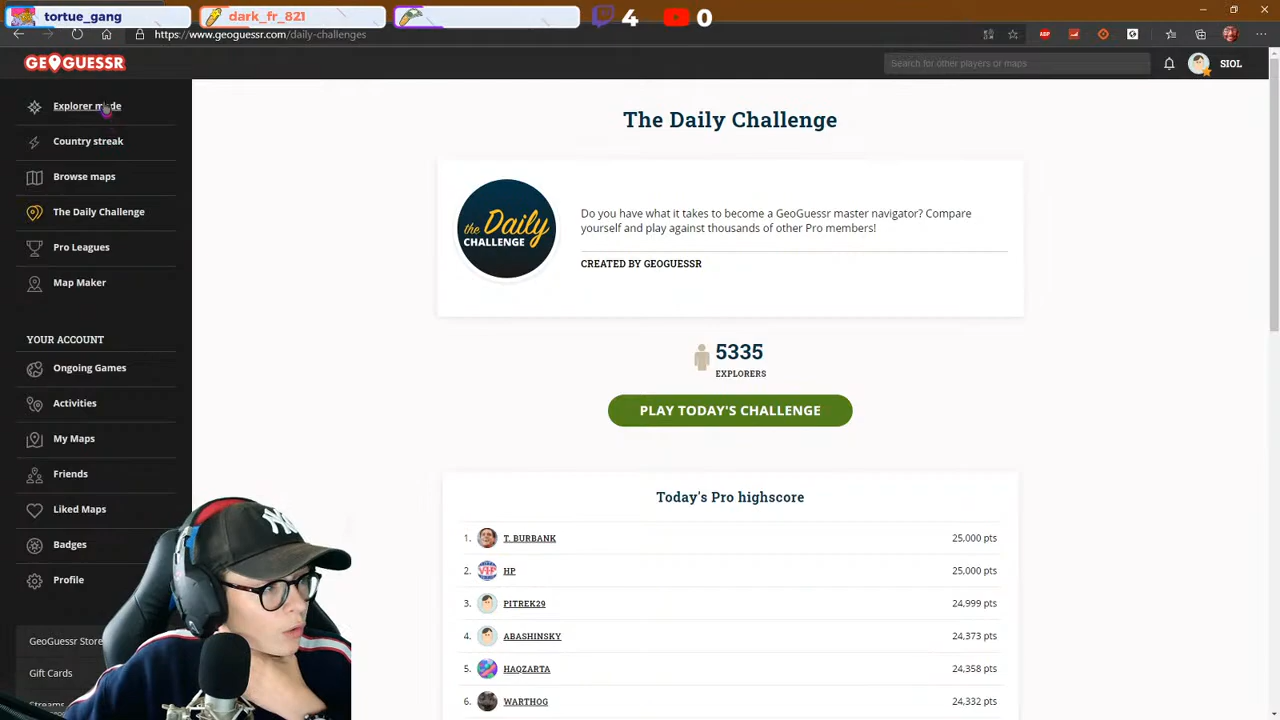 tortue_gang
dark_fr_821
4
0
https://www.geoguessr.com/daily-challenges
ABP
GEOGUESSR
Search for other players or maps
SIOL
Explorer mode
Country streak
Browse maps
The Daily Challenge
Pro Leagues
Map Maker
YOUR ACCOUNT
Ongoing Games
Activities
My Maps
Friends
Liked Maps
Badges
Profile
GeoGuessr Store
Gift Cards
Streams
The Daily Challenge
the Daily
CHALLENGE
Do you have what it takes to become a GeoGuessr master navigator? Compare
yourself and play against thousands of other Pro members!
CREATED BY GEOGUESSR
5335
EXPLORERS
PLAY TODAY'S CHALLENGE
Today's Pro highscore
1. T. BURBANK 25,000 pts
2. HP 25,000 pts
3. PITREK29 24,999 pts
4. ABASHINSKY 24,373 pts
5. HAQZARTA 24,358 pts
6. WARTHOG 24,332 pts